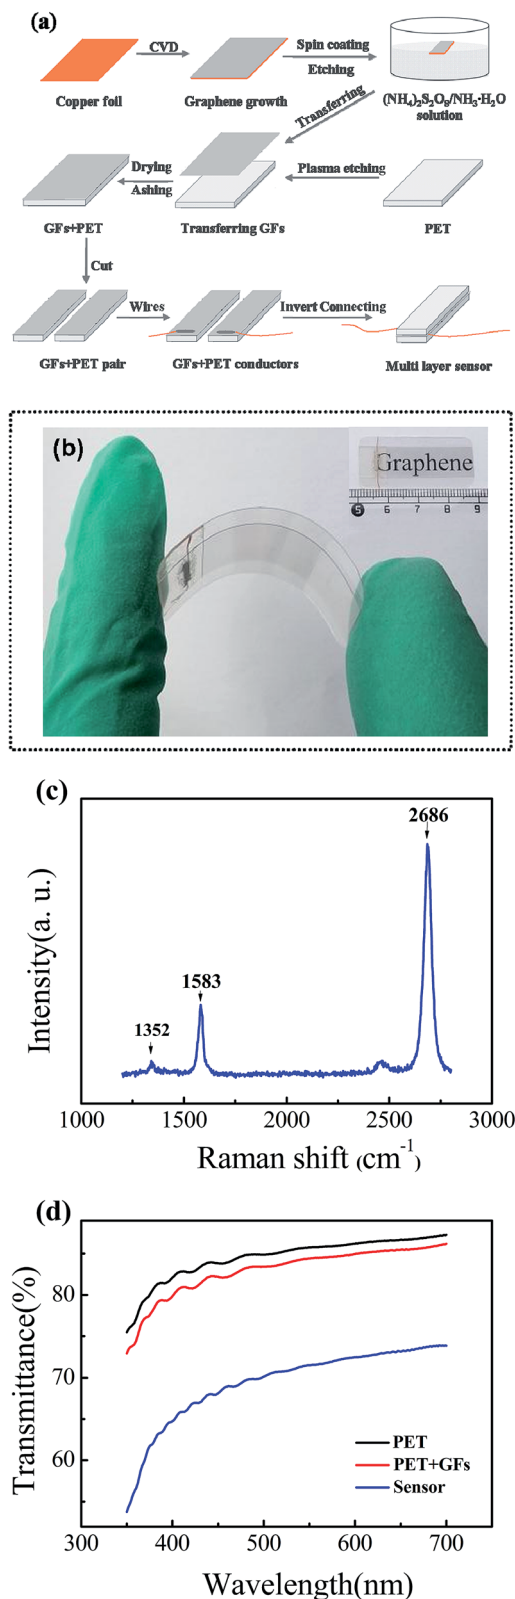 (a)
CVD
Spin coating
Etching
Copper foil
Graphene growth
(NH₄)₂S₂O₈/NH₃·H₂O
solution
Transferring
Drying
Ashing
Plasma etching
GFs+PET
Transferring GFs
PET
Cut
Wires
Invert Connecting
GFs+PET pair
GFs+PET conductors
Multi layer sensor
(b)
Graphene
5 6 7 8 9
(c)
2686
1583
1352
Intensity(a. u.)
1000 1500 2000 2500 3000
Raman shift (cm⁻¹)
(d)
80
70
60
Transmittance(%)
PET
PET+GFs
Sensor
300 400 500 600 700
Wavelength(nm)